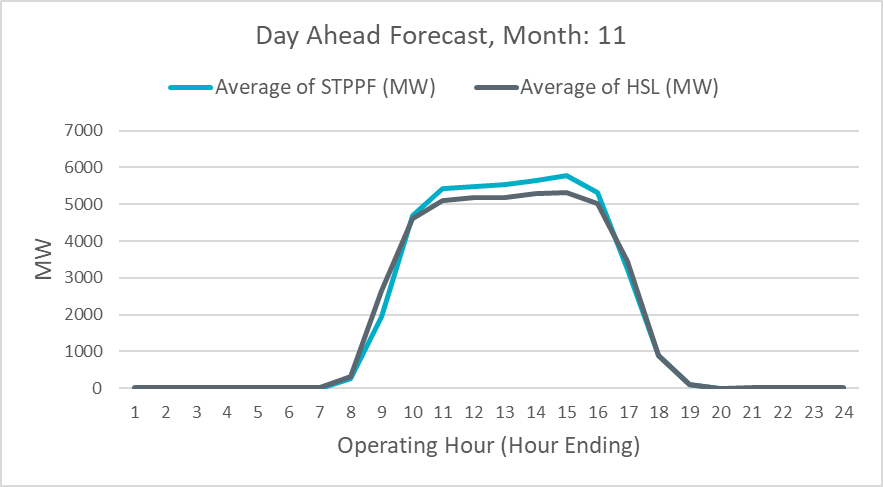 Day Ahead Forecast, Month: 11
Average of STPPF (MW) Average of HSL (MW)
7000
6000
5000
4000
3000
2000
1000
0
MW
1 2 3 4 5 6 7 8 9 10 11 12 13 14 15 16 17 18 19 20 21 22 23 24
Operating Hour (Hour Ending)